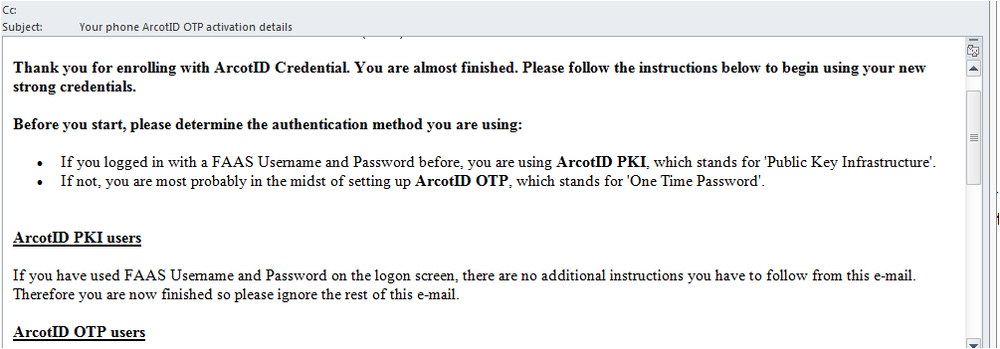 Cc:
Subject: Your phone ArcotID OTP activation details
Thank you for enrolling with ArcotID Credential. You are almost finished. Please follow the instructions below to begin using your new
strong credentials.
Before you start, please determine the authentication method you are using:
• If you logged in with a FAAS Username and Password before, you are using ArcotID PKI, which stands for 'Public Key Infrastructure'.
• If not, you are most probably in the midst of setting up ArcotID OTP, which stands for 'One Time Password'.
ArcotID PKI users
If you have used FAAS Username and Password on the logon screen, there are no additional instructions you have to follow from this e-mail.
Therefore you are now finished so please ignore the rest of this e-mail.
ArcotID OTP users